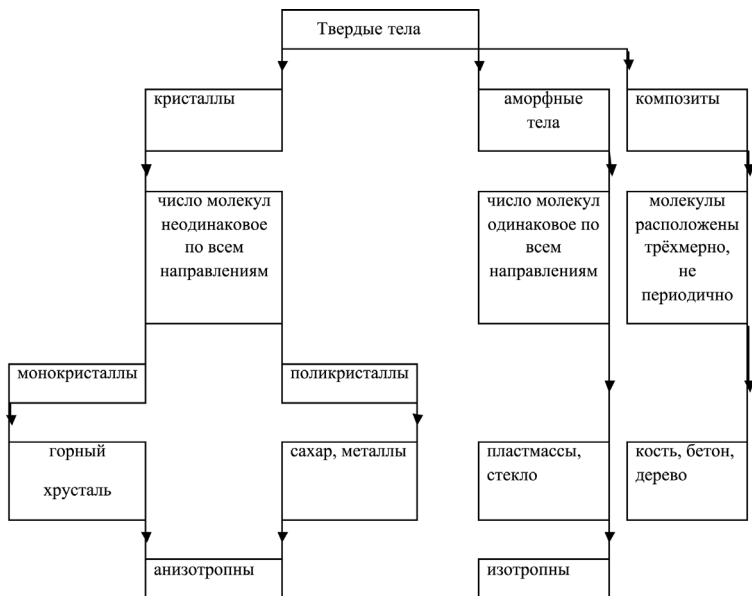 Твердые тела
кристаллы
аморфные
тела
композиты
число молекул
неодинаковое
по всем
направлениям
число молекул
одинаковое по
всем
направлениям
молекулы
расположены
трёхмерно,
не
периодично
монокристаллы
поликристаллы
горный
хрусталь
сахар, металлы
пластмассы,
стекло
кость, бетон,
дерево
анизотропны
изотропны